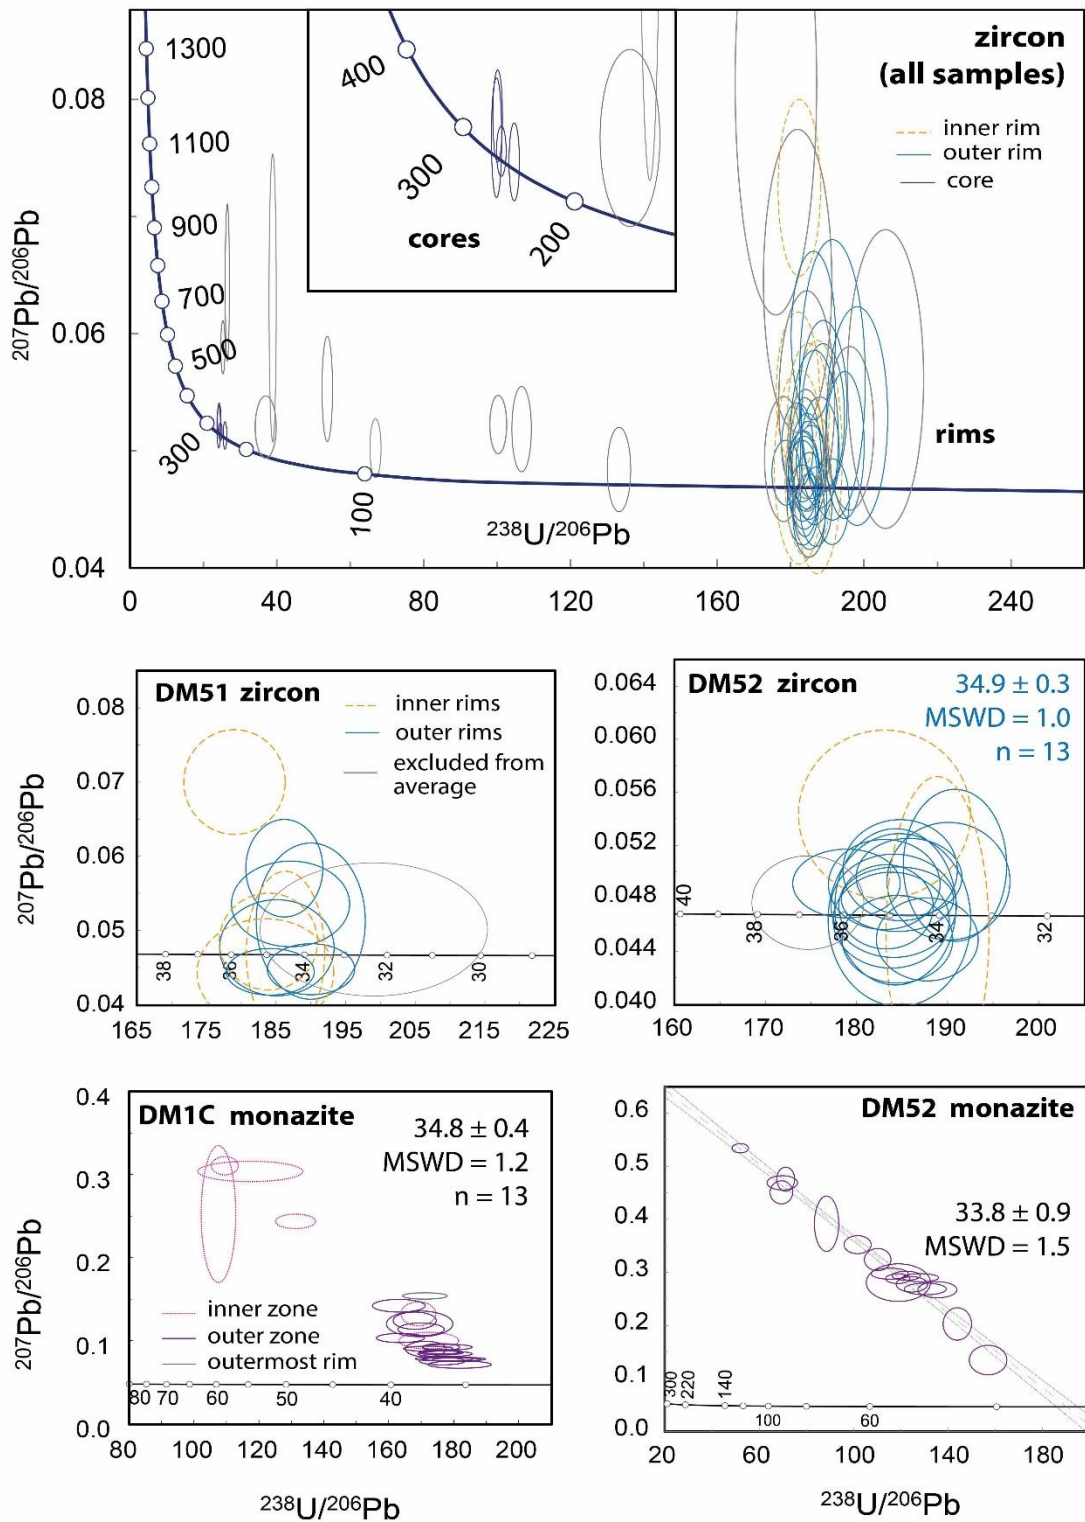 1300
1100
900
700
500
300
100
400
300
200
cores
zircon
(all samples)
inner rim
outer rim
core
rims
0.08
0.06
0.04
207Pb/206Pb
238U/206Pb
0 40 80 120 160 200 240
DM51 zircon
inner rims
outer rims
excluded from
average
0.08
0.07
0.06
0.05
0.04
207Pb/206Pb
38 36 34 32 30
165 175 185 195 205 215 225
DM52 zircon
34.9 ± 0.3
MSWD = 1.0
n = 13
0.064
0.060
0.056
0.052
0.048
0.044
0.040
40 38 36 34 32
160 170 180 190 200
DM1C monazite
34.8 ± 0.4
MSWD = 1.2
n = 13
inner zone
outer zone
outermost rim
0.4
0.3
0.2
0.1
0.0
207Pb/206Pb
80 70 60 50 40
80 100 120 140 160 180 200
238U/206Pb
DM52 monazite
33.8 ± 0.9
MSWD = 1.5
0.6
0.5
0.4
0.3
0.2
0.1
0.0
300 220 140 100 60
20 60 100 140 180
238U/206Pb